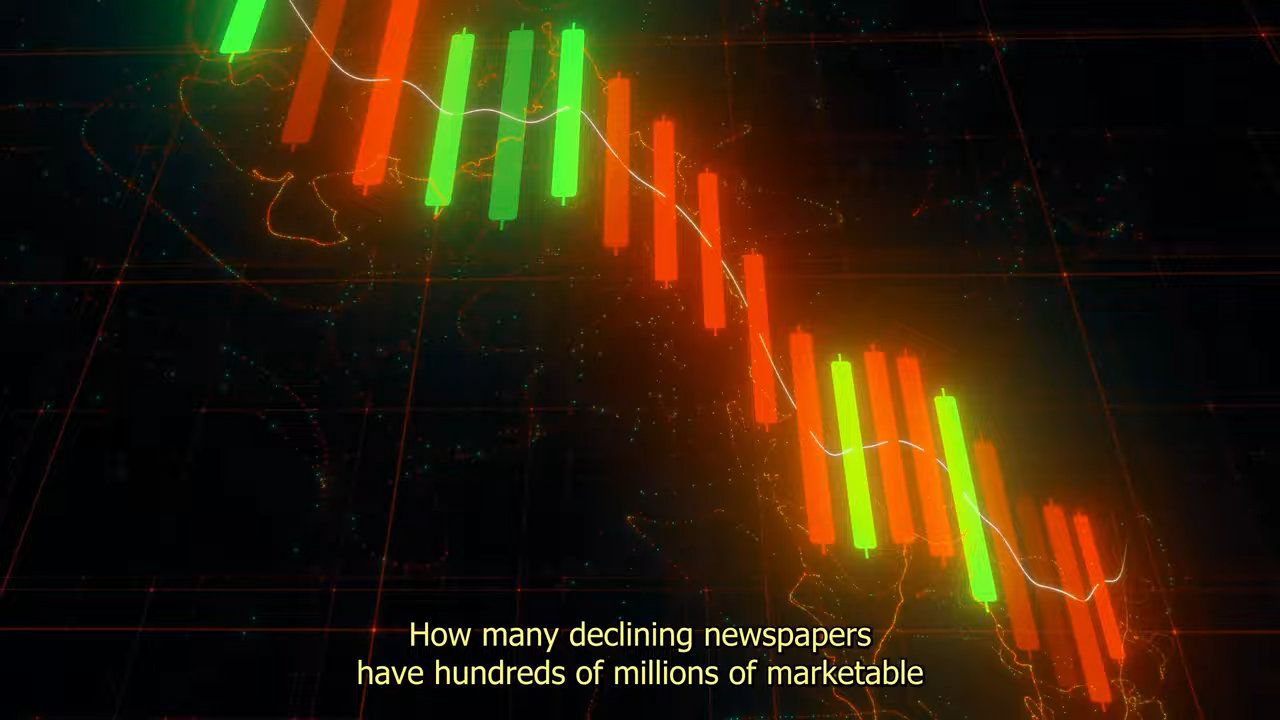 How many declining newspapers
have hundreds of millions of marketable